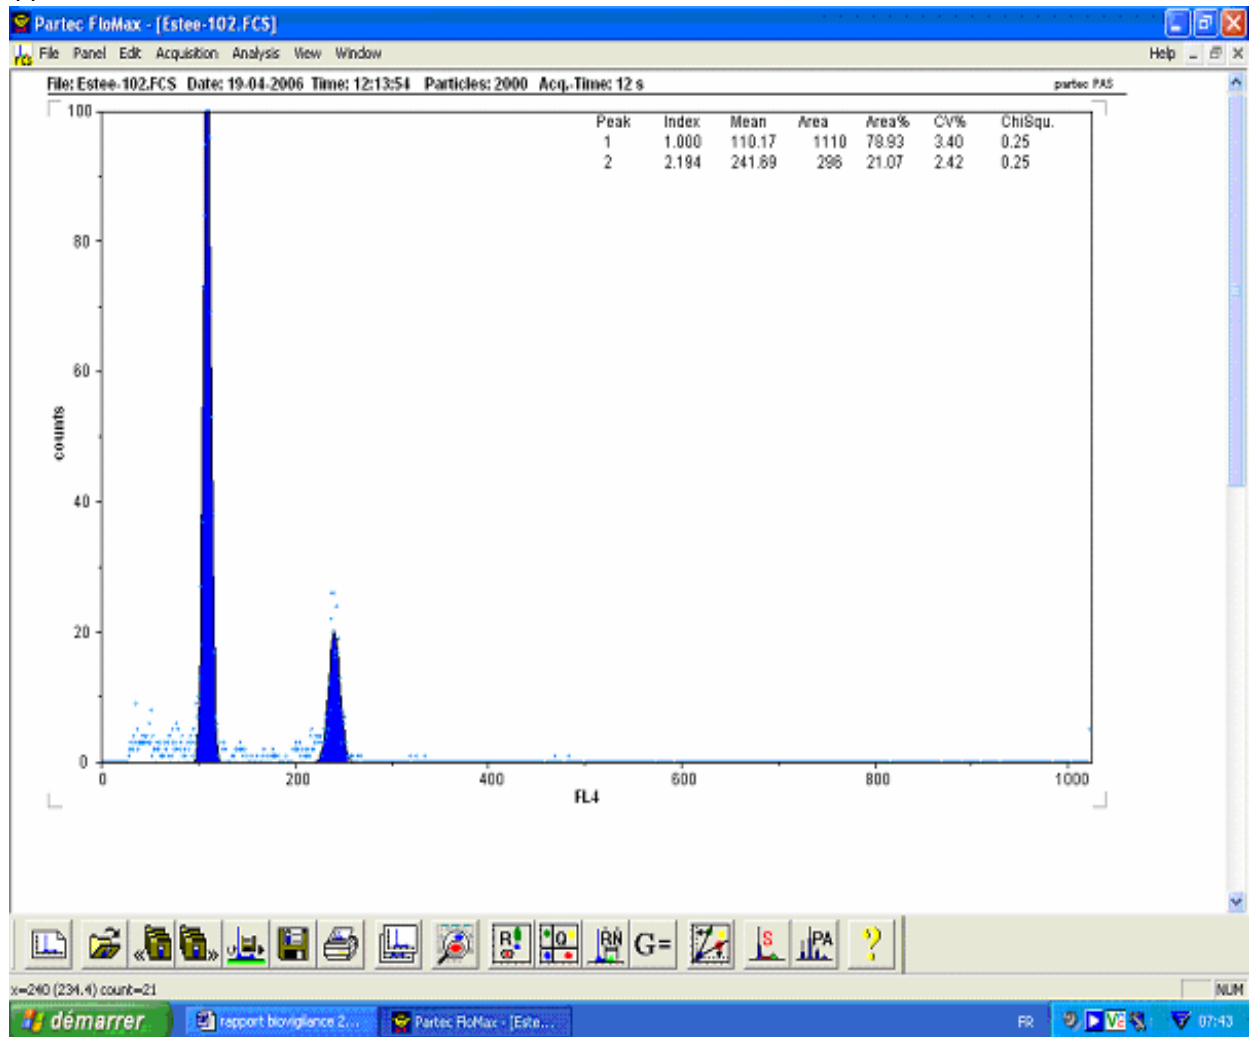 Partec FloMax - [Estee-102.FCS]
File Panel Edit Acquisition Analysis View Window Help
File: Estee-102.FCS Date: 19-04-2006 Time: 12:13:54 Particles: 2000 Acq.-Time: 12 s partec PAS
Peak Index Mean Area Area% CV% ChiSqu.
1 1.000 110.17 1110 78.93 3.40 0.25
2 2.194 241.69 296 21.07 2.42 0.25
100
80
60
40
20
0
counts
0 200 400 600 800 1000
FL4
R Q RN G= S PA ?
x=240 (234.4) count=21 NUM
démarrer rapport biovigilance 2... Partec FloMax - [Este... FR 07:43